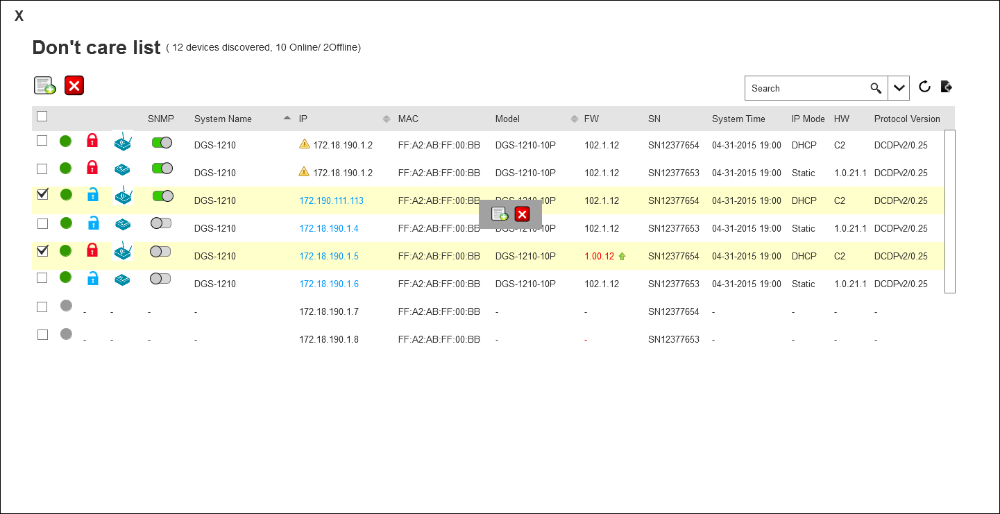 X
Don't care list ( 12 devices discovered, 10 Online/ 2Offline)
Search
SNMP System Name IP MAC Model FW SN System Time IP Mode HW Protocol Version
DGS-1210 172.18.190.1.2 FF:A2:AB:FF:00:BB DGS-1210-10P 102.1.12 SN12377654 04-31-2015 19:00 DHCP C2 DCDPv2/0.25
DGS-1210 172.18.190.1.2 FF:A2:AB:FF:00:BB DGS-1210-10P 102.1.12 SN12377653 04-31-2015 19:00 Static 1.0.21.1 DCDPv2/0.25
DGS-1210 172.190.111.113 FF:A2:AB:FF:00:BB DGS-1210-10P 102.1.12 SN12377654 04-31-2015 19:00 DHCP C2 DCDPv2/0.25
DGS-1210 172.18.190.1.4 FF:A2:AB:FF:00:BB DGS-1210-10P 102.1.12 SN12377653 04-31-2015 19:00 Static 1.0.21.1 DCDPv2/0.25
DGS-1210 172.18.190.1.5 FF:A2:AB:FF:00:BB DGS-1210-10P 1.00.12 SN12377654 04-31-2015 19:00 DHCP C2 DCDPv2/0.25
DGS-1210 172.18.190.1.6 FF:A2:AB:FF:00:BB DGS-1210-10P 102.1.12 SN12377653 04-31-2015 19:00 Static 1.0.21.1 DCDPv2/0.25
- - - - 172.18.190.1.7 FF:A2:AB:FF:00:BB - - SN12377654 - - - -
- - - - 172.18.190.1.8 FF:A2:AB:FF:00:BB - - SN12377653 - - - -